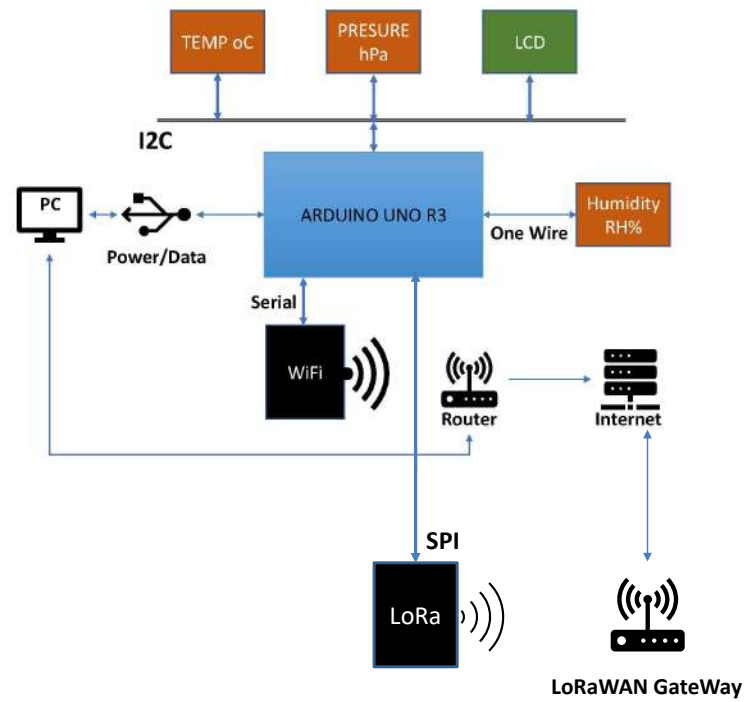 TEMP oC
PRESURE
hPa
LCD
I2C
PC
Power/Data
ARDUINO UNO R3
One Wire
Humidity
RH%
Serial
WiFi
Router
Internet
SPI
LoRa
LoRaWAN GateWay